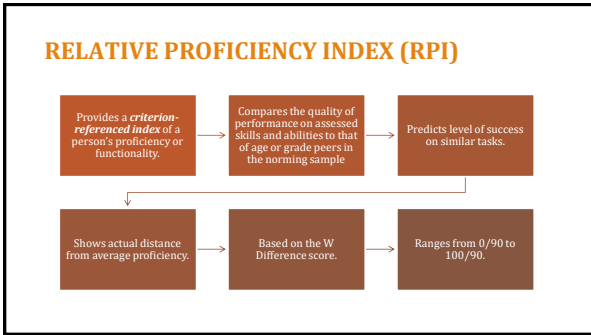 RELATIVE PROFICIENCY INDEX (RPI)
Provides a criterion-
referenced index of a
person's proficiency or
functionality.
Compares the quality of
performance on assessed
skills and abilities to that
of age or grade peers
in the norming sample
Predicts level of success
on similar tasks.
Shows actual distance
from average proficiency.
Based on the W
Difference score.
Ranges from 0/90 to
100/90.